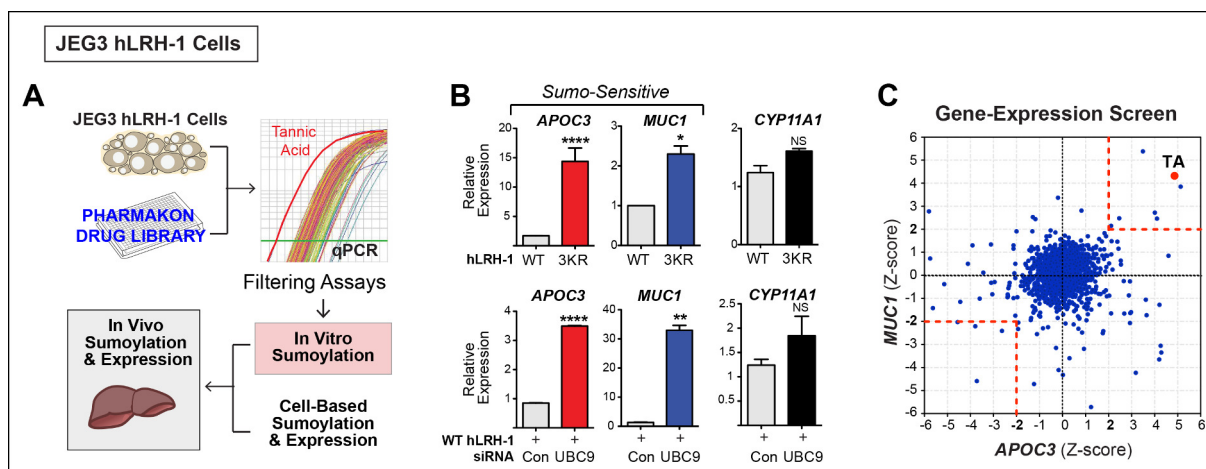 JEG3 hLRH-1 Cells
A
JEG3 hLRH-1 Cells
PHARMAKON
DRUG LIBRARY
Tannic
Acid
qPCR
Filtering Assays
In Vitro
Sumoylation
Cell-Based
Sumoylation
& Expression
In Vivo
Sumoylation
& Expression
B
Sumo-Sensitive
APOC3
Relative
Expression
20
15
10
5
0
****
hLRH-1 WT 3KR
MUC1
3
2
1
0
*
WT 3KR
CYP11A1
2.0
1.5
1.0
0.5
0
NS
WT 3KR
APOC3
Relative
Expression
4
3
2
1
0
****
WT hLRH-1 + +
siRNA Con UBC9
MUC1
40
30
20
10
0
**
+ +
Con UBC9
CYP11A1
2.5
2
1.5
1
.5
NS
+ +
Con UBC9
C
Gene-Expression Screen
TA
MUC1 (Z-score)
6
5
4
3
2
1
0
-1
-2
-3
-4
-5
-6
-6 -5 -4 -3 -2 -1 0 1 2 3 4 5 6
APOC3 (Z-score)